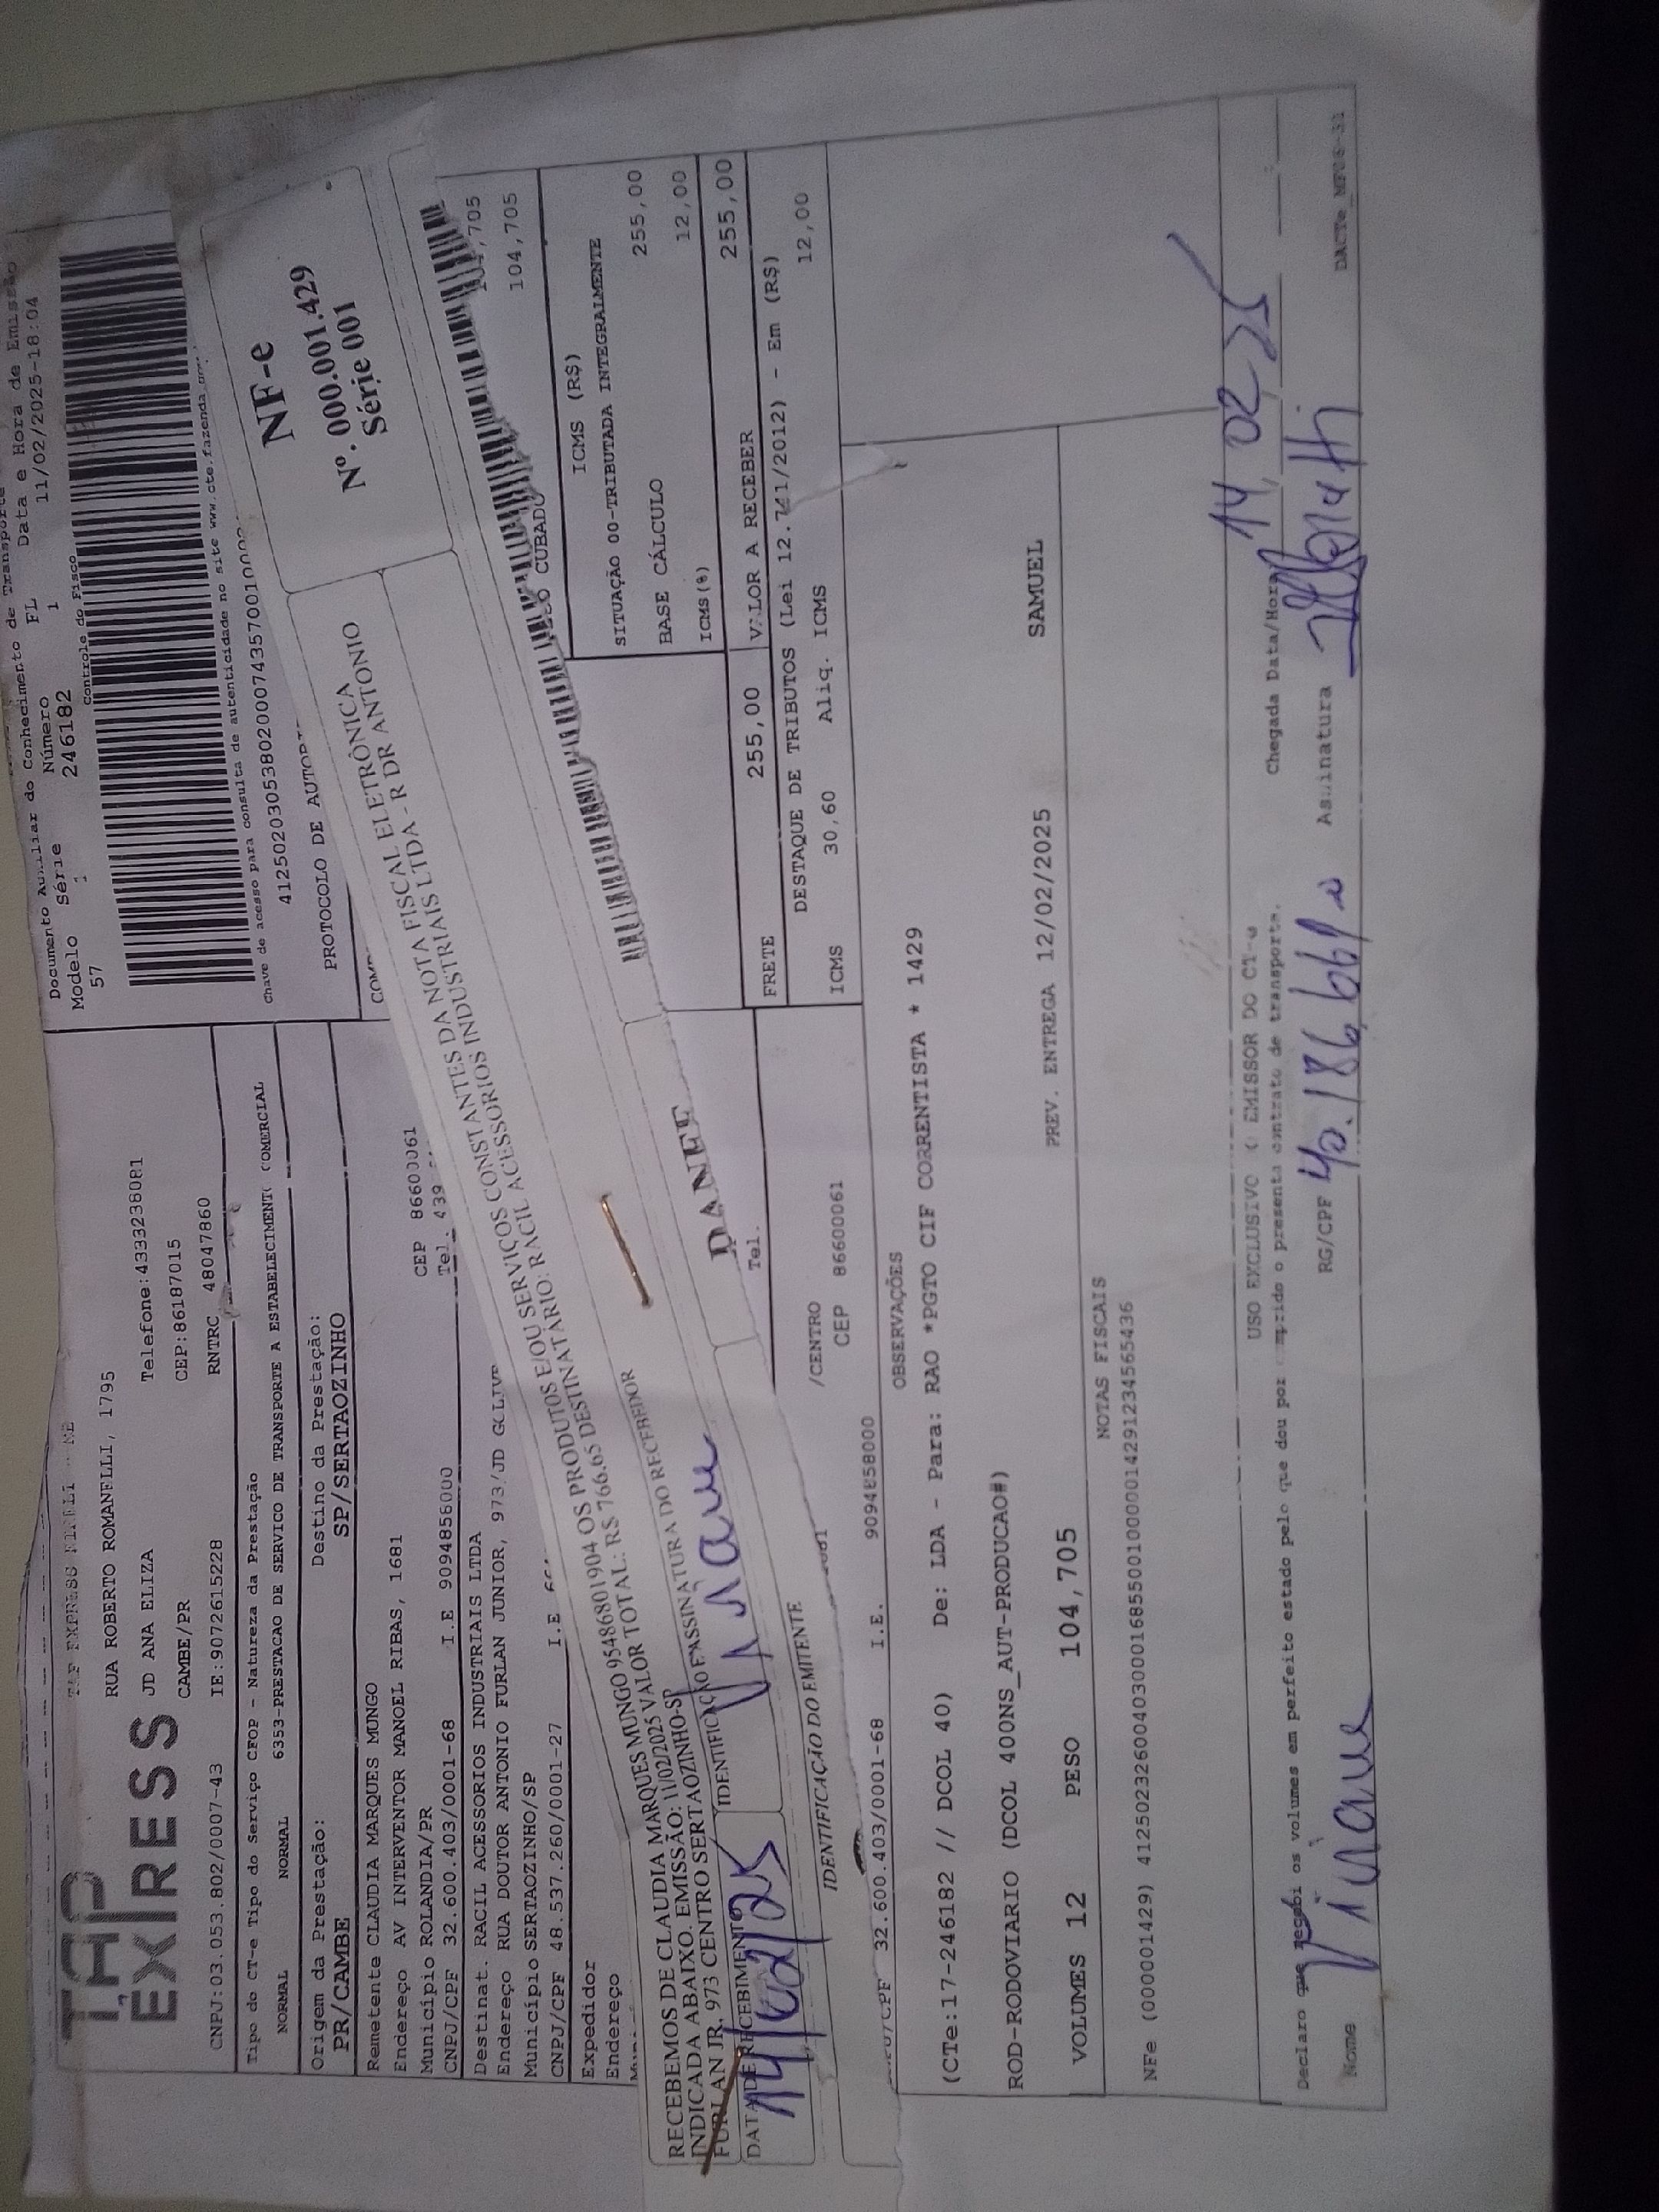 TAP EXPRESS
RUA ROBERTO ROMANELLI, 1795
JD ANA ELIZA Telefone:4333238081
CAMBE/PR CEP:86187015
CNPJ:03.053.802/0007-43 IE:9072615228 RNTRC 48047860
Documento Auxiliar do Conhecimento de Transporte
Modelo Série Número FL Data e Hora de Emissão
57 1 246182 1 11/02/2025-18:04
Controle do Fisco
Chave de acesso para consulta de autenticidade no site www.cte.fazenda
PROTOCOLO DE
Tipo do CT-e Tipo do Serviço CFOP - Natureza da Prestação
NORMAL NORMAL 6353-PRESTACAO DE SERVICO DE TRANSPORTE A ESTABELECIMENT COMERCIAL
Origem da Prestação: Destino da Prestação:
PR/CAMBE SP/SERTAOZINHO
Remetente CLAUDIA MARQUES MUNGO
Endereço AV INTERVENTOR MANOEL RIBAS, 1681
Município ROLANDIA/PR CEP 86600061
CNPJ/CPF 32.600.403/0001-68 I.E 9094858000 Tel. 439
Destinat. RACIL ACESSORIOS INDUSTRIAIS LTDA
Endereço RUA DOUTOR ANTONIO FURLAN JUNIOR, 973/JD
Município SERTAOZINHO/SP
CNPJ/CPF 48.537.260/0001-27 I.E
Expedidor
Endereço
RECEBEMOS DE CLAUDIA MARQUES MUNGO 95486801904 OS PRODUTOS E/OU SERVIÇOS CONSTANTES DA NOTA FISCAL ELETRÔNICA
INDICADA ABAIXO. EMISSÃO: 11/02/2025 VALOR TOTAL: R$ 766.65 DESTINATÁRIO: RACIL ACESSORIOS INDUSTRIAIS LTDA - R DR ANTONIO
FURLAN JR, 973 CENTRO SERTAOZINHO-SP
NF-e
Nº. 000.001.429
Série 001
DATA DE RECEBIMENTO IDENTIFICAÇÃO E ASSINATURA DO RECEBEDOR
14/02/25
IDENTIFICAÇÃO DO EMITENTE
DANFE
CUBADO
104,705
104,705
ICMS (R$)
SITUAÇÃO 00-TRIBUTADA INTEGRALMENTE
BASE CÁLCULO 255,00
ICMS(%) 12,00
FRETE 255,00 VALOR A RECEBER 255,00
DESTAQUE DE TRIBUTOS (Lei 12.741/2012) - Em (R$)
ICMS 30,60 Aliq. ICMS 12,00
Tel.
/CENTRO
CEP 86600061
32.600.403/0001-68 I.E. 9094858000
OBSERVAÇÕES
(CTe:17-246182 // DCOL 40) De: LDA - Para: RAO *PGTO CIF CORRENTISTA * 1429
ROD-RODOVIARIO (DCOL 400NS_AUT-PRODUCAO#)
PREV. ENTREGA 12/02/2025 SAMUEL
VOLUMES 12 PESO 104,705
NOTAS FISCAIS
NFe (000001429) 41250232600403000168550010000014291234565436
USO EXCLUSIVO EMISSOR DO CT-e
Declaro que recebi os volumes em perfeito estado pelo que dou por cumprido o presente contrato de transporte.
Chegada Data/Hora 14, 02, 25
Nome RG/CPF Assinatura
DACTe